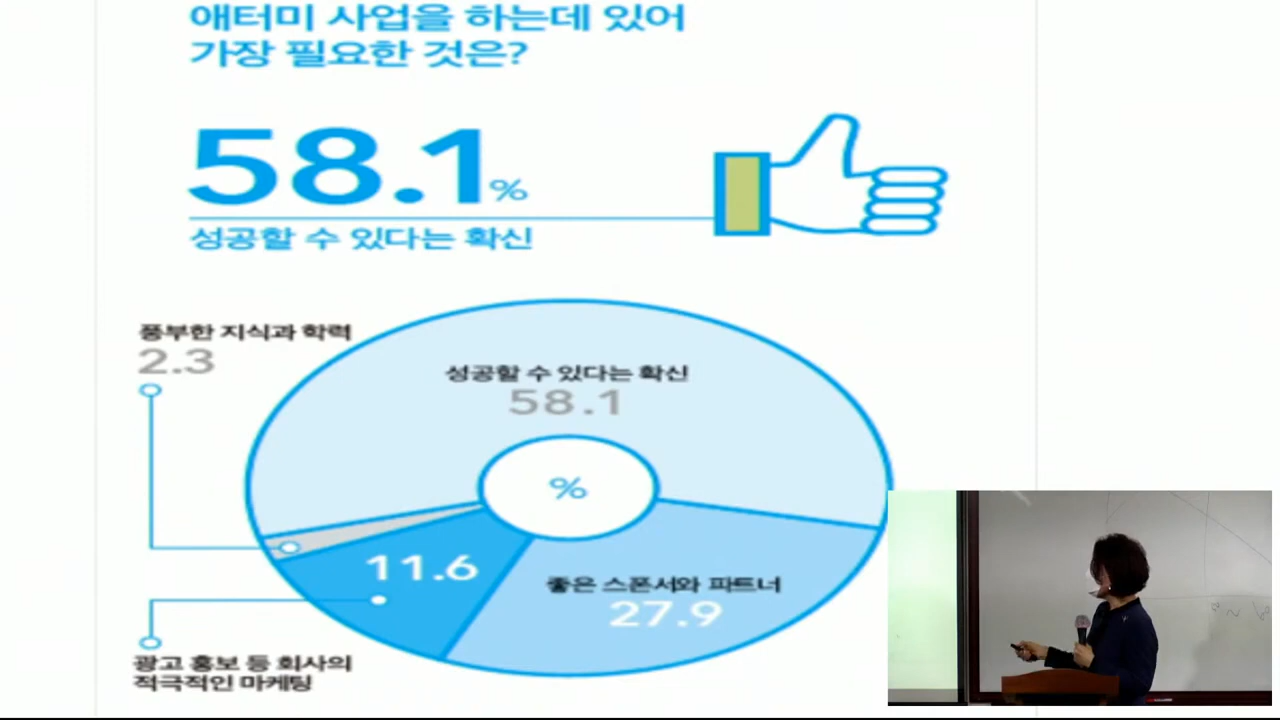 애터미 사업을 하는데 있어
가장 필요한 것은?
58.1%
성공할 수 있다는 확신
풍부한 지식과 학력
2.3
성공할 수 있다는 확신
58.1
%
11.6
좋은 스폰서와 파트너
27.9
광고 홍보 등 회사의
적극적인 마케팅